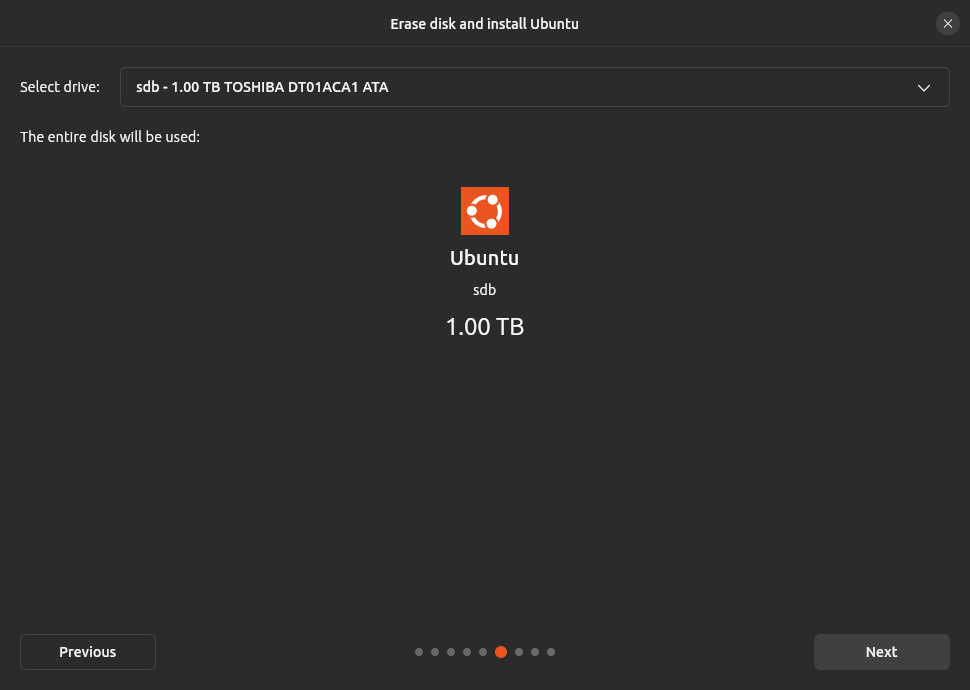 Erase disk and install Ubuntu
Select drive:
sdb - 1.00 TB TOSHIBA DT01ACA1 ATA
The entire disk will be used:
Ubuntu
sdb
1.00 TB
Previous
Next